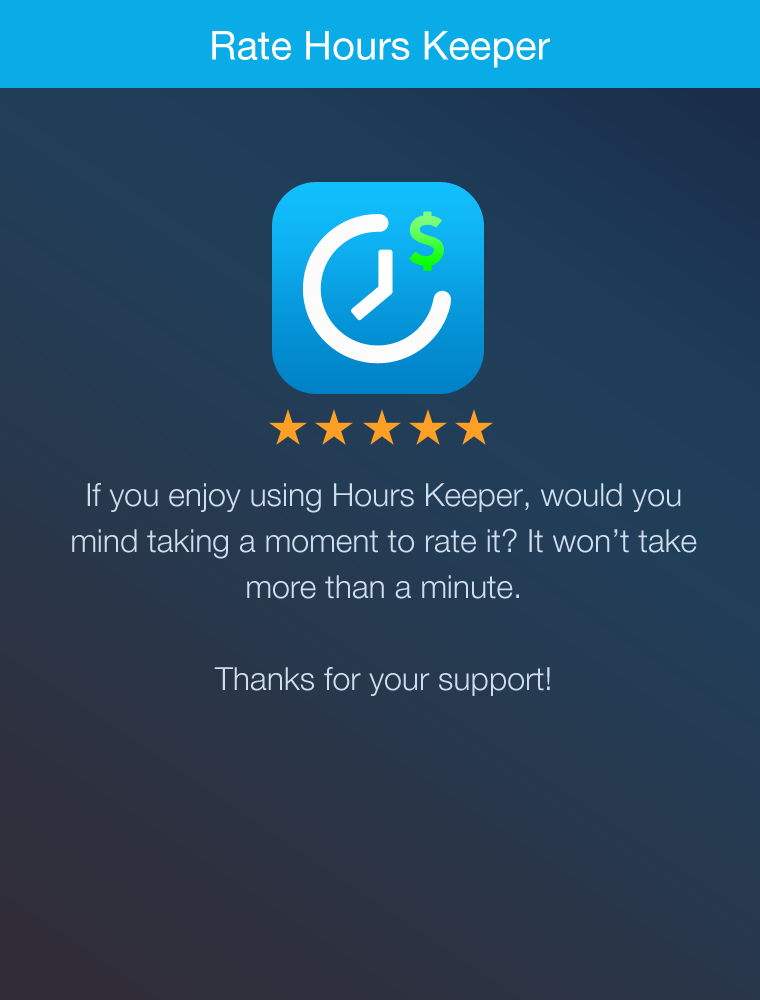 Rate Hours Keeper
$
If you enjoy using Hours Keeper, would you
mind taking a moment to rate it? It won’t take
more than a minute.
Thanks for your support!